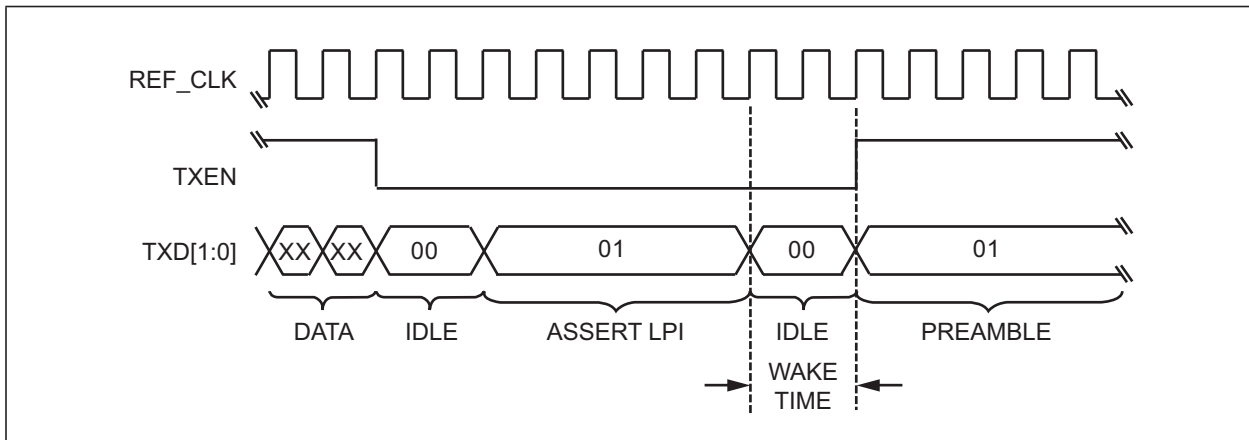 REF_CLK
TXEN
TXD[1:0] XX XX 00 01 00 01
DATA IDLE ASSERT LPI IDLE PREAMBLE
WAKE
TIME